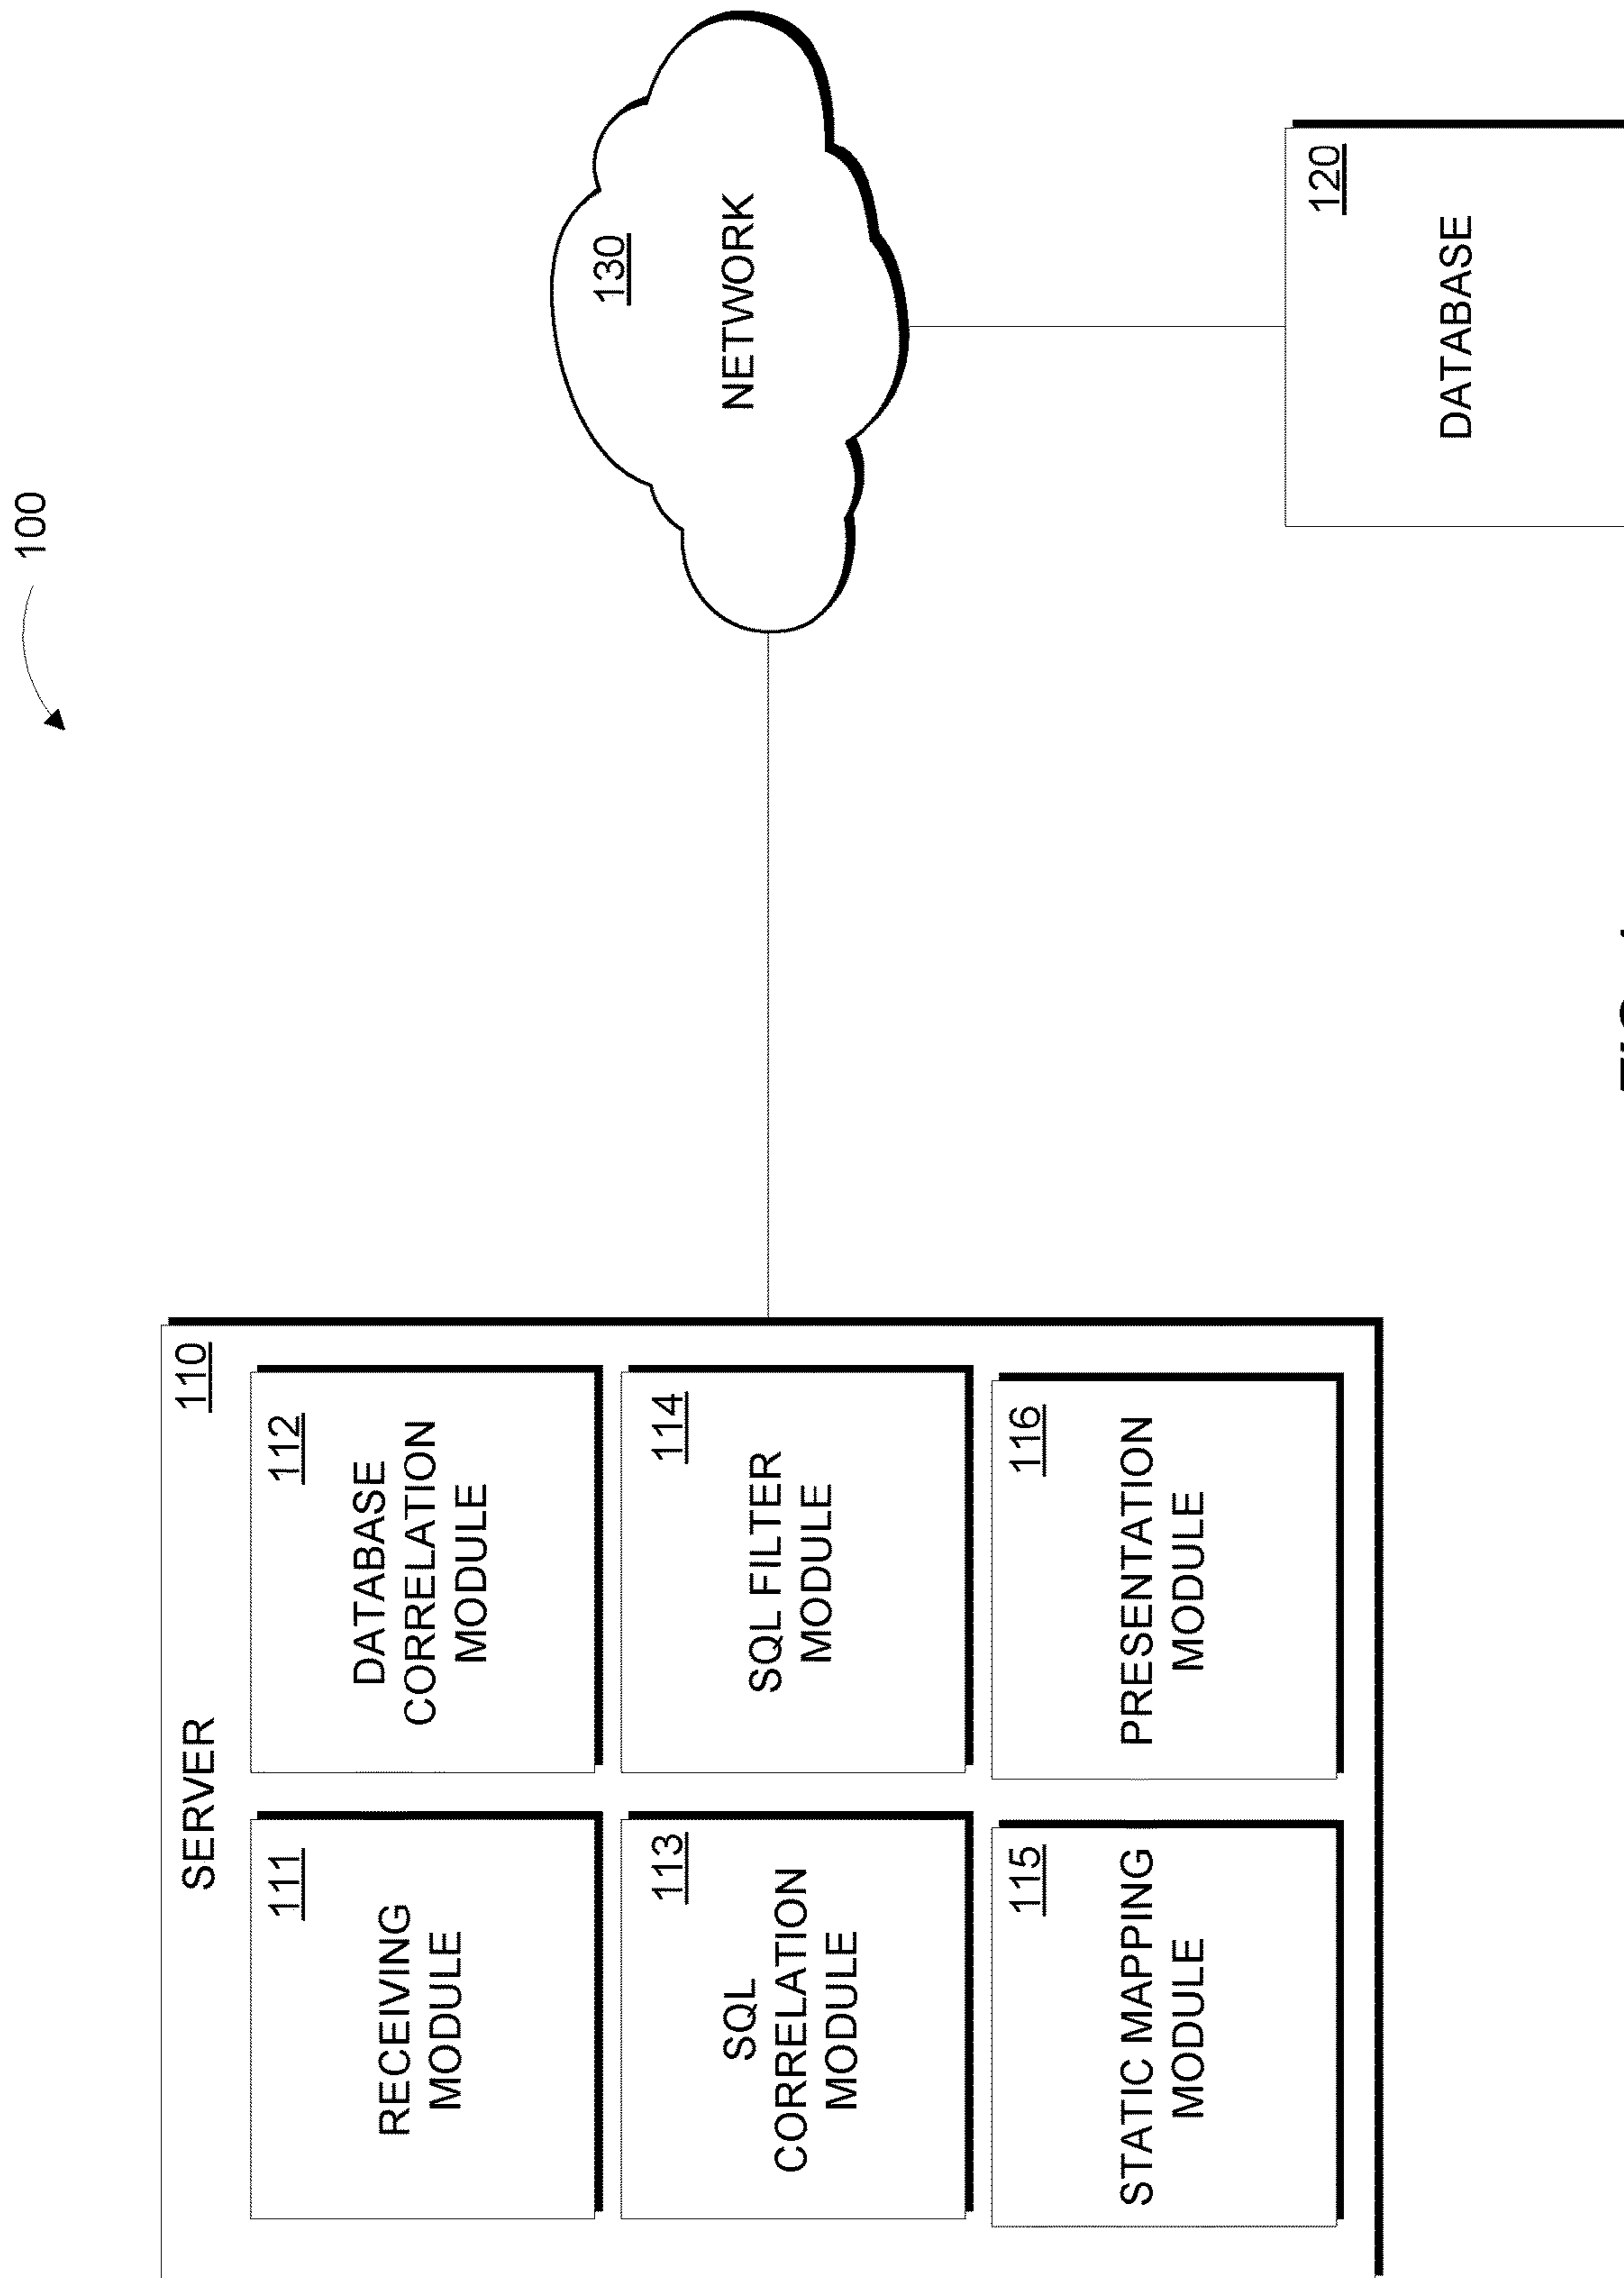 100
SERVER
110
111
RECEIVING
MODULE
112
DATABASE
CORRELATION
MODULE
113
SQL
CORRELATION
MODULE
114
SQL FILTER
MODULE
115
STATIC MAPPING
MODULE
116
PRESENTATION
MODULE
130
NETWORK
120
DATABASE